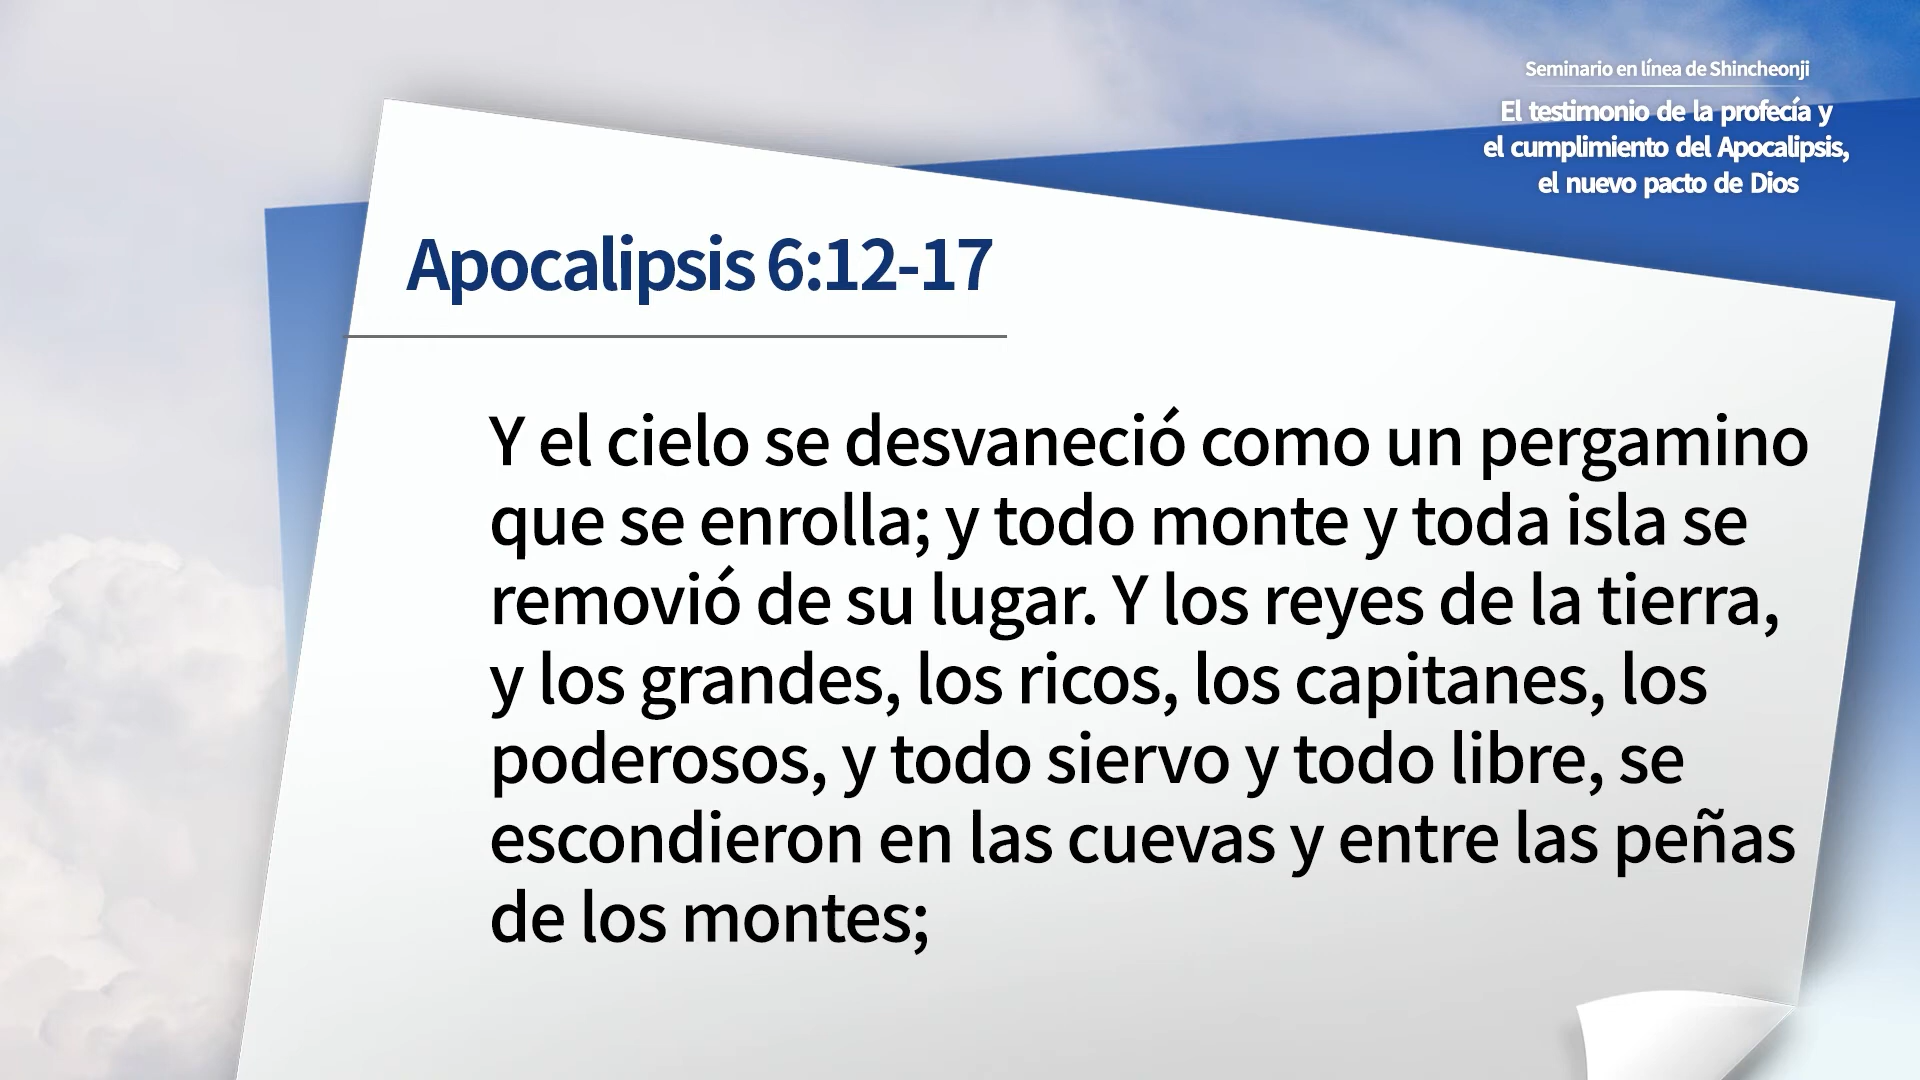 Seminario en línea de Shincheonji
El testimonio de la profecía y
el cumplimiento del Apocalipsis,
el nuevo pacto de Dios
Apocalipsis 6:12-17
Y el cielo se desvaneció como un pergamino
que se enrolla; y todo monte y toda isla se
removió de su lugar. Y los reyes de la tierra,
y los grandes, los ricos, los capitanes, los
poderosos, y todo siervo y todo libre, se
escondieron en las cuevas y entre las peñas
de los montes;